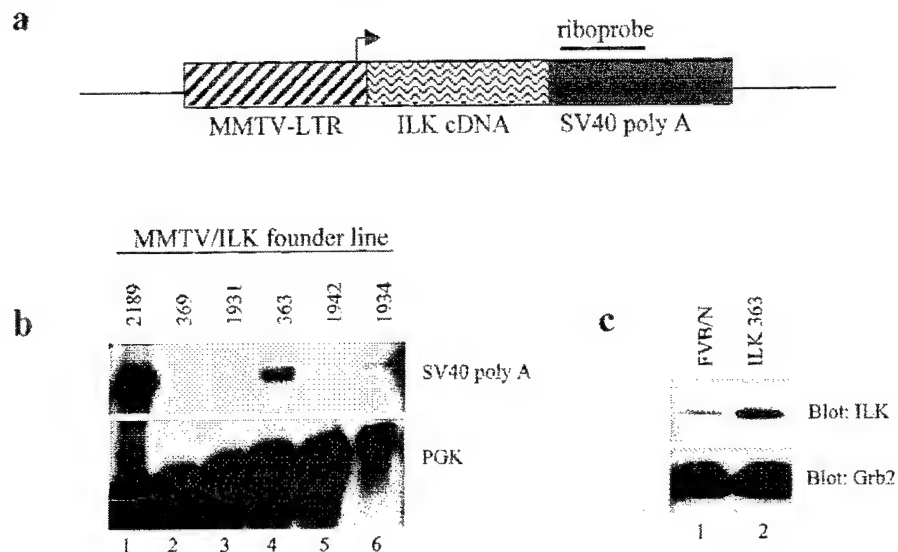 a
riboprobe
MMTV-LTR ILK cDNA SV40 poly A
MMTV/ILK founder line
2189 369 1931 363 1942 1934
b
SV40 poly A
PGK
1 2 3 4 5 6
c
FVB/N ILK 363
Blot: ILK
Blot: Grb2
1 2